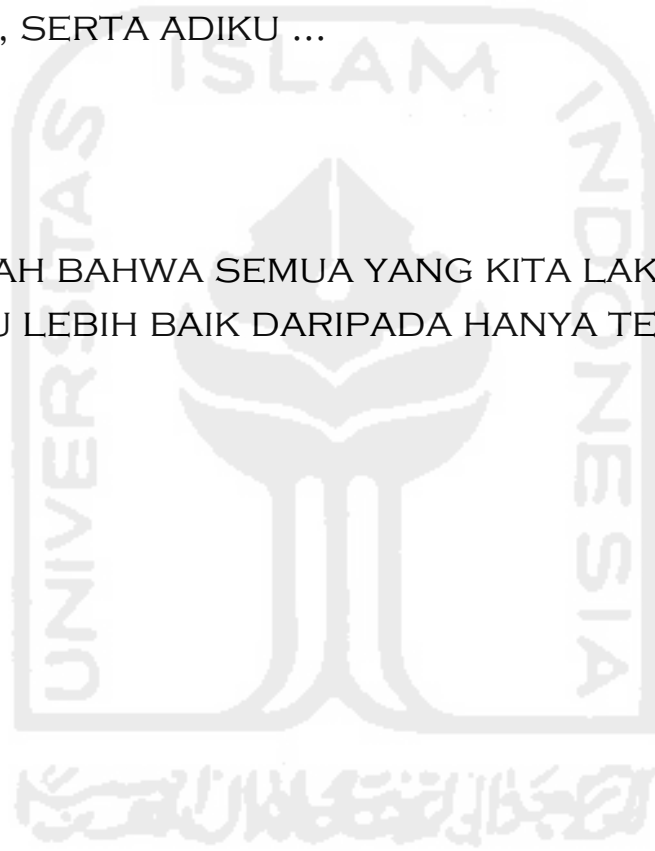 , SERTA ADIKU ...
ISLAM
UNIVERSITAS
INDONESIA
AH BAHWA SEMUA YANG KITA LAK
U LEBIH BAIK DARIPADA HANYA TE